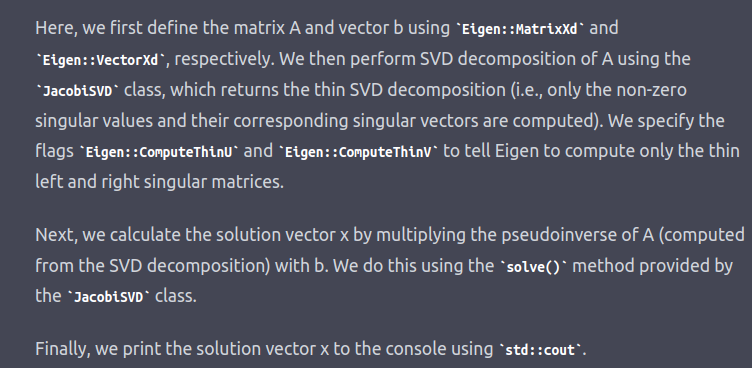 Here, we first define the matrix A and vector b using `Eigen::MatrixXd` and
`Eigen::VectorXd`, respectively. We then perform SVD decomposition of A using the
`JacobiSVD` class, which returns the thin SVD decomposition (i.e., only the non-zero
singular values and their corresponding singular vectors are computed). We specify the
flags `Eigen::ComputeThinU` and `Eigen::ComputeThinV` to tell Eigen to compute only the thin
left and right singular matrices.
Next, we calculate the solution vector x by multiplying the pseudoinverse of A (computed
from the SVD decomposition) with b. We do this using the `solve()` method provided by
the `JacobiSVD` class.
Finally, we print the solution vector x to the console using `std::cout`.